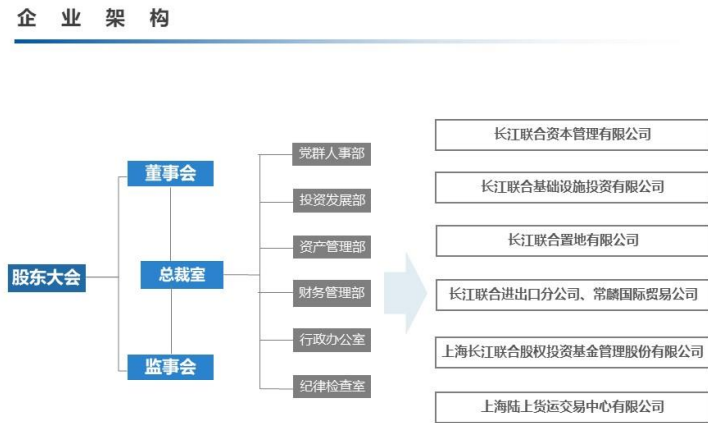 企业架构
股东大会
董事会
总裁室
监事会
党群人事部
投资发展部
资产管理部
财务管理部
行政办公室
纪律检查室
长江联合资本管理有限公司
长江联合基础设施投资有限公司
长江联合置地有限公司
长江联合进出口分公司、常麟国际贸易公司
上海长江联合股权投资基金管理股份有限公司
上海陆上货运交易中心有限公司